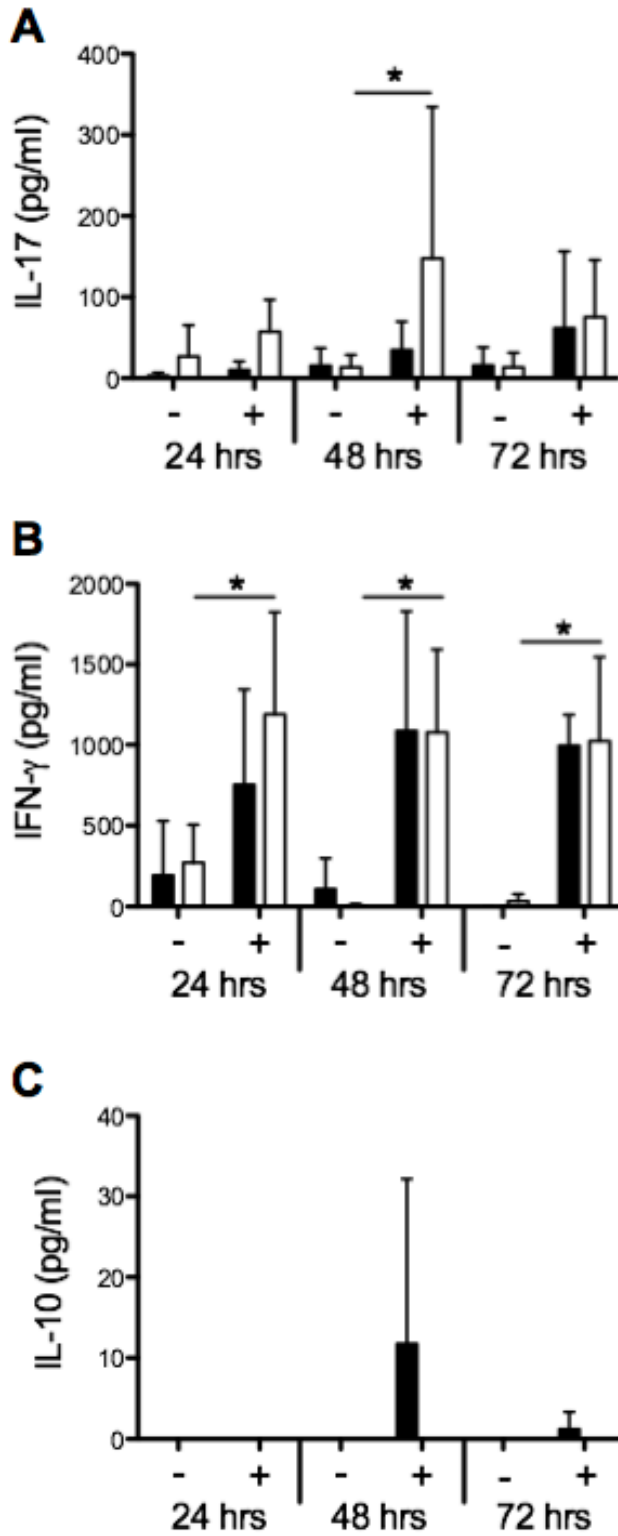 A
IL-17 (pg/ml)
400
300
200
100
0
*
- + - + - +
24 hrs 48 hrs 72 hrs
B
IFN-γ (pg/ml)
2000
1500
1000
500
0
* * *
- + - + - +
24 hrs 48 hrs 72 hrs
C
IL-10 (pg/ml)
40
30
20
10
0
- + - + - +
24 hrs 48 hrs 72 hrs